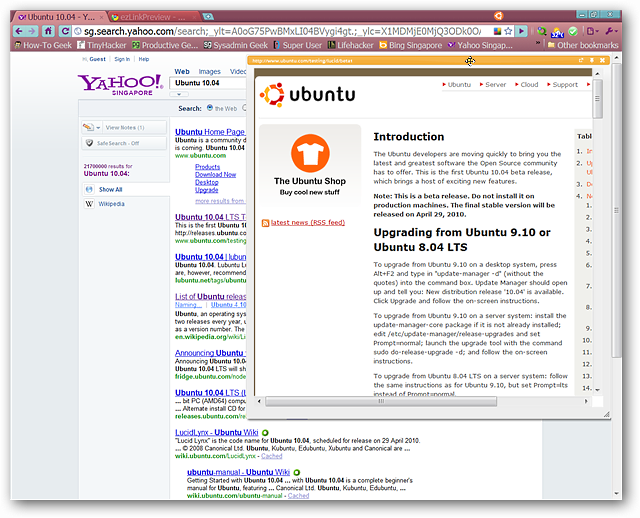 Ubuntu 10.04 - Y...
ezLinkPreview - ...
sg.search.yahoo.com/search;_ylt=A0oG75PwBMxLI04BVygi4gt.;_ylc=X1MDMjE0MjQ3ODk0OA
How-To Geek TinyHacker Productive Ge... Sysadmin Geek Super User Lifehacker Bing Singapore Yahoo Singap... Other bookmarks
Hi, Guest Sign In Help
YAHOO!
SINGAPORE
Web Images Video
Ubuntu 10.04
Search: the Web
View Notes (1)
SafeSearch - Off
21700000 results for
Ubuntu 10.04:
Show All
Wikipedia
Ubuntu Home Page
Ubuntu is a community d
is coming. Ubuntu 10.04
www.ubuntu.com
Products
Download Now
Desktop
Upgrade
more results from
Ubuntu 10.04 LTS
This is the first Ubuntu 10.0
http://releases.ubuntu.co
www.ubuntu.com/testing
Ubuntu 10.04 | lubun
Ubuntu 10.04. Lubuntu L
are, however, recommend
lubuntu.net/tags/ubuntu
List of Ubuntu releas
Naming... Ubuntu 4.10
Ubuntu, an operating sy
two releases every year, u
as a version number. The
en.wikipedia.org/wiki/Li
Announcing Ubuntu
Announcing Ubuntu 10.0
10.04 LTS will sh
fridge.ubuntu.com/node
Ubuntu 10.04 LTS (L
... bit PC (AMD64) compu
... Alternate install CD for
releases.ubuntu.com/re
LucidLynx - Ubuntu Wiki
"Lucid Lynx" is the code name for Ubuntu 10.04, scheduled for release on 29 April 2010.
... © 2008 Canonical Ltd. Ubuntu, Kubuntu, Edubuntu, Xubuntu and Canonical are ...
wiki.ubuntu.com/LucidLynx - Cached
ubuntu-manual - Ubuntu Wiki
Getting Started with Ubuntu 10.04 ... with Ubuntu 10.04 is a complete beginner's
manual for Ubuntu, featuring ... Canonical Ltd. Ubuntu, Kubuntu, Edubuntu, ...
wiki.ubuntu.com/ubuntu-manual - Cached
http://www.ubuntu.com/testing/lucid/beta1
ubuntu
Ubuntu Server Cloud Support
The Ubuntu Shop
Buy cool new stuff
latest news (RSS feed)
Introduction
The Ubuntu developers are moving quickly to bring you the
latest and greatest software the Open Source community
has to offer. This is the first Ubuntu 10.04 beta release,
which brings a host of exciting new features.
Note: This is a beta release. Do not install it on
production machines. The final stable version will be
released on April 29, 2010.
Upgrading from Ubuntu 9.10 or
Ubuntu 8.04 LTS
To upgrade from Ubuntu 9.10 on a desktop system, press
Alt+F2 and type in "update-manager -d" (without the
quotes) into the command box. Update Manager should open
up and tell you: New distribution release '10.04' is available.
Click Upgrade and follow the on-screen instructions.
To upgrade from Ubuntu 9.10 on a server system: install the
update-manager-core package if it is not already installed;
edit /etc/update-manager/release-upgrades and set
Prompt=normal; launch the upgrade tool with the command
sudo do-release-upgrade -d; and follow the on-screen
instructions.
To upgrade from Ubuntu 8.04 LTS on a server system: follow
the same instructions as for Ubuntu 9.10, but set Prompt=lts
instead of Prompt=normal.
Tabl